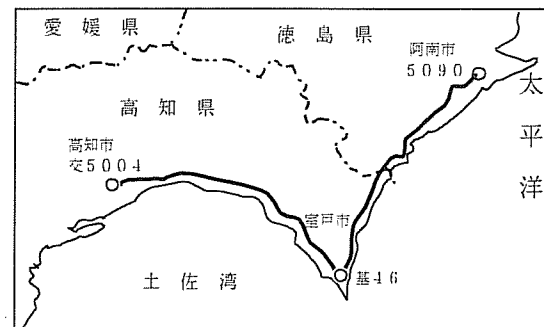 愛媛県
徳島県
阿南市
5090
太平洋
高知県
高知市
交5004
室戸市
基46
土佐湾